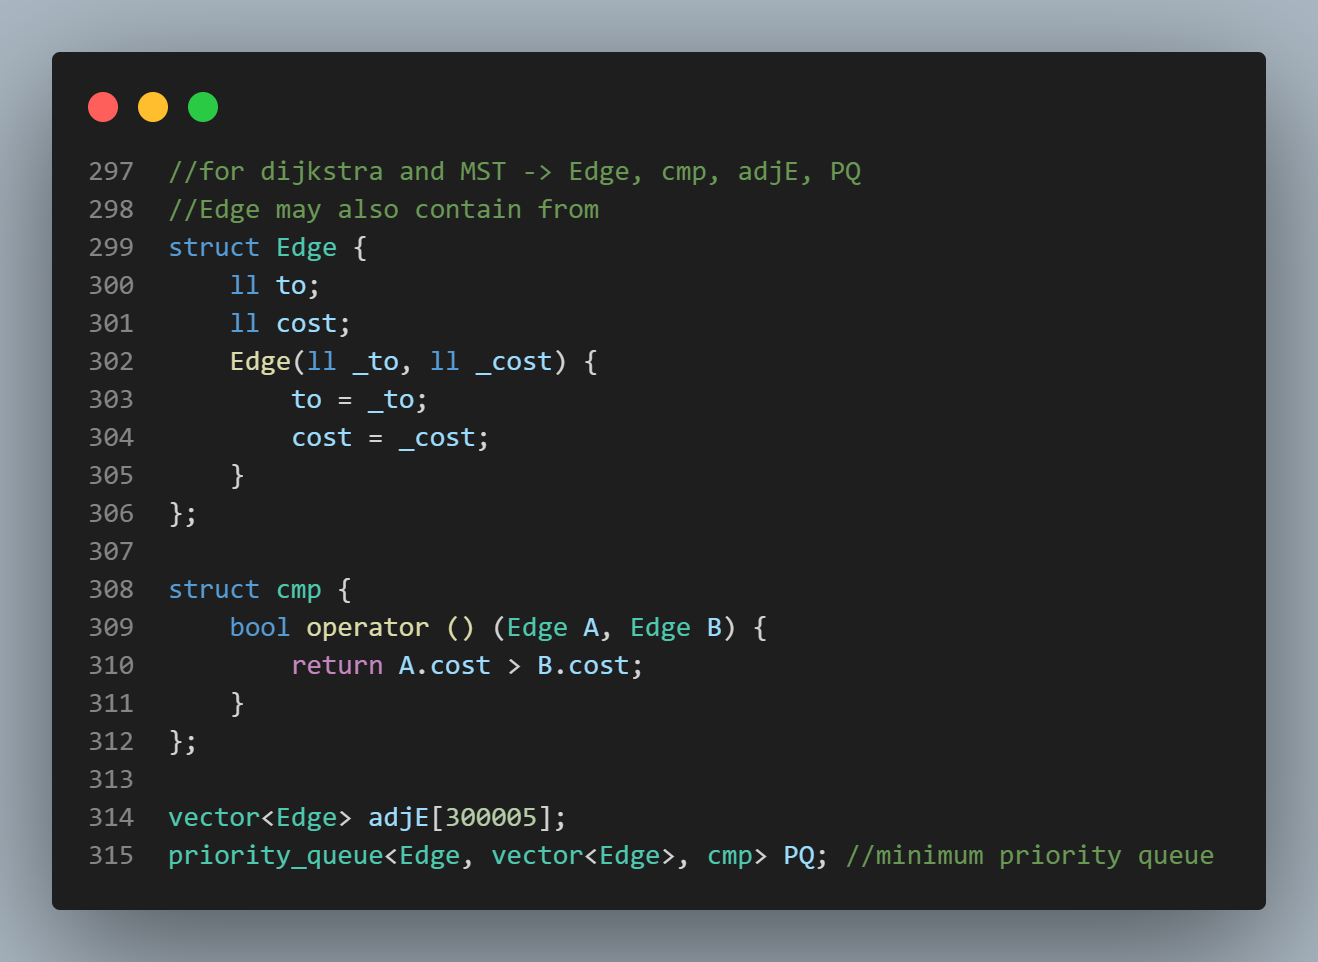 297 //for dijkstra and MST -> Edge, cmp, adjE, PQ
298 //Edge may also contain from
299 struct Edge {
300     ll to;
301     ll cost;
302     Edge(ll _to, ll _cost) {
303         to = _to;
304         cost = _cost;
305     }
306 };
307
308 struct cmp {
309     bool operator () (Edge A, Edge B) {
310         return A.cost > B.cost;
311     }
312 };
313
314 vector<Edge> adjE[300005];
315 priority_queue<Edge, vector<Edge>, cmp> PQ; //minimum priority queue